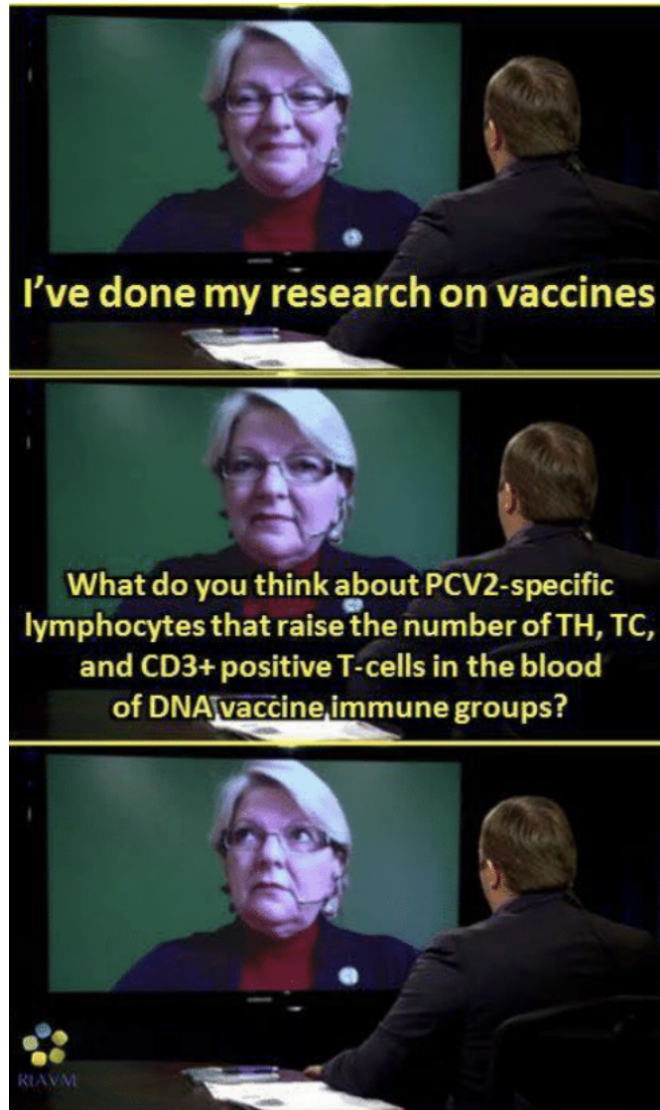 I've done my research on vaccines
What do you think about PCV2-specific
lymphocytes that raise the number of TH, TC,
and CD3+ positive T-cells in the blood
of DNA vaccine immune groups?
RtAVM